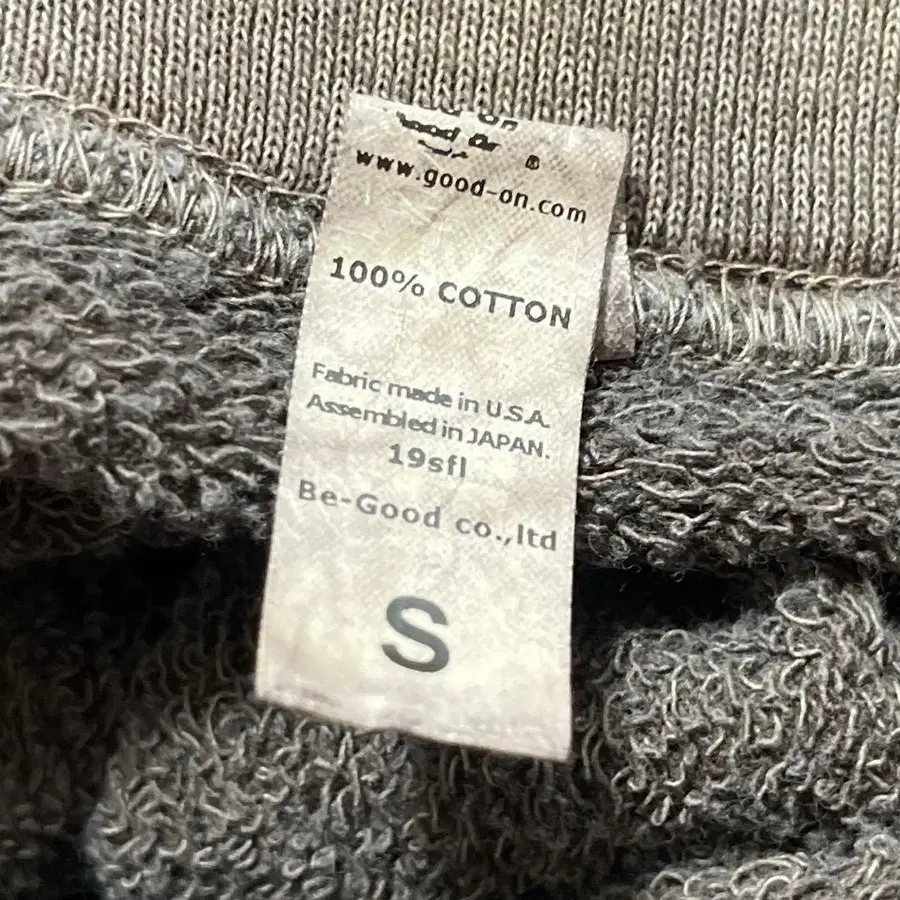 www.good-on.com
100% COTTON
Fabric made in U.S.A.
Assembled in JAPAN.
19sfl
Be-Good co.,ltd
S